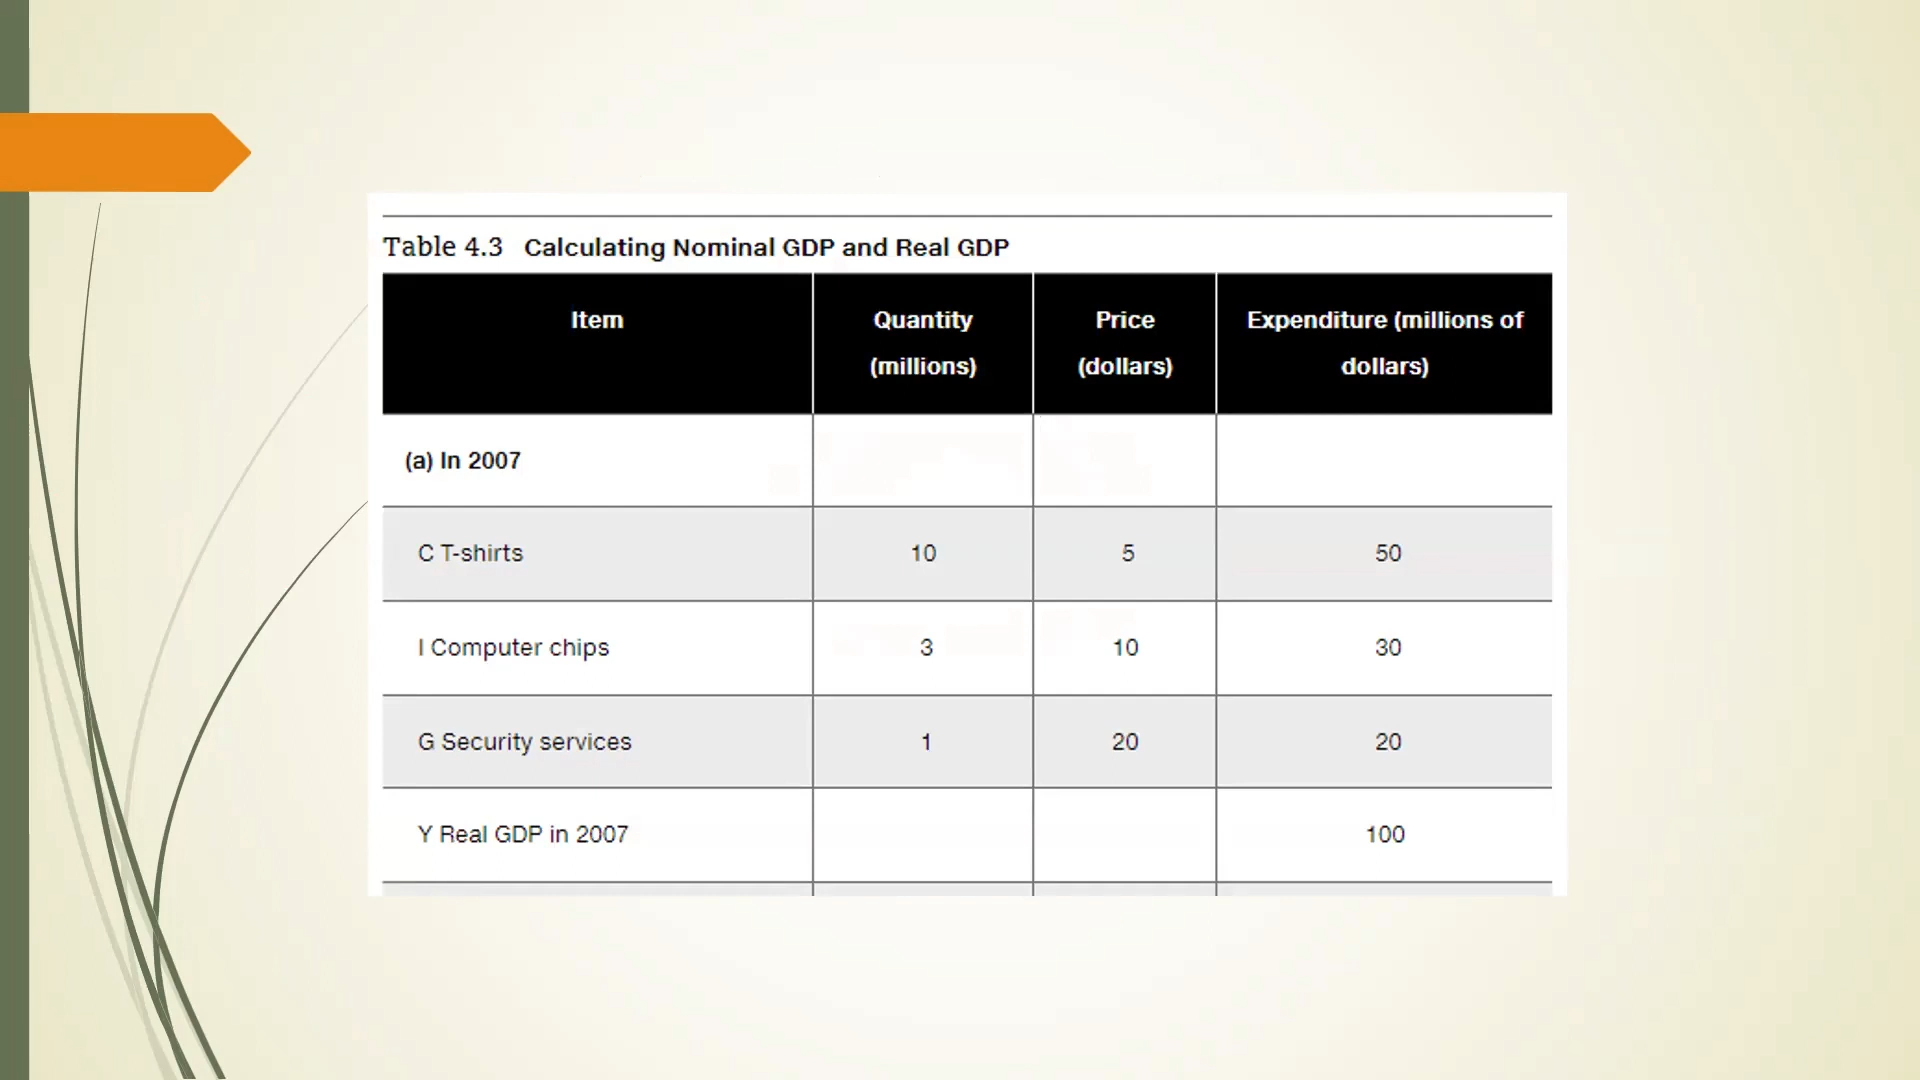 Table 4.3 Calculating Nominal GDP and Real GDP
Item Quantity Price Expenditure (millions of
(millions) (dollars) dollars)
(a) In 2007
C T-shirts 10 5 50
I Computer chips 3 10 30
G Security services 1 20 20
Y Real GDP in 2007 100